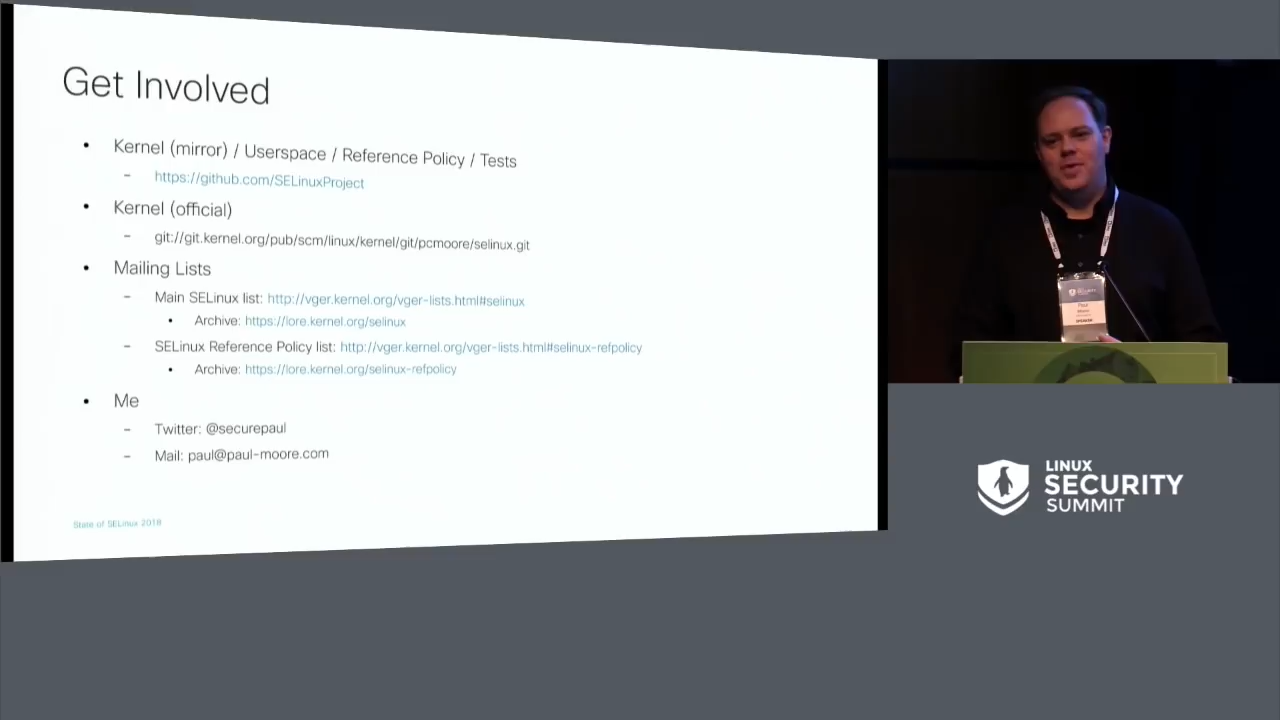 Get Involved
• Kernel (mirror) / Userspace / Reference Policy / Tests
– https://github.com/SELinuxProject
• Kernel (official)
– git://git.kernel.org/pub/scm/linux/kernel/git/pcmoore/selinux.git
• Mailing Lists
– Main SELinux list: http://vger.kernel.org/vger-lists.html#selinux
• Archive: https://lore.kernel.org/selinux
– SELinux Reference Policy list: http://vger.kernel.org/vger-lists.html#selinux-refpolicy
• Archive: https://lore.kernel.org/selinux-refpolicy
• Me
– Twitter: @securepaul
– Mail: paul@paul-moore.com
State of SELinux 2018
Paul
Moore
LINUX
SECURITY
SUMMIT